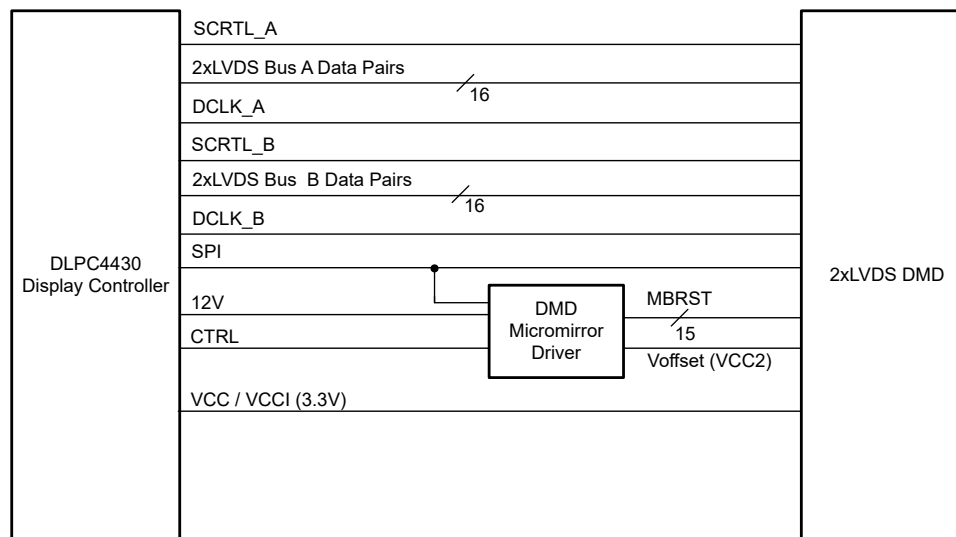 SCRTL_A
2xLVDS Bus A Data Pairs
16
DCLK_A
SCRTL_B
2xLVDS Bus B Data Pairs
16
DCLK_B
SPI
DLPC4430
Display Controller
2xLVDS DMD
12V
DMD
Micromirror
Driver
MBRST
15
CTRL
Voffset (VCC2)
VCC / VCCI (3.3V)